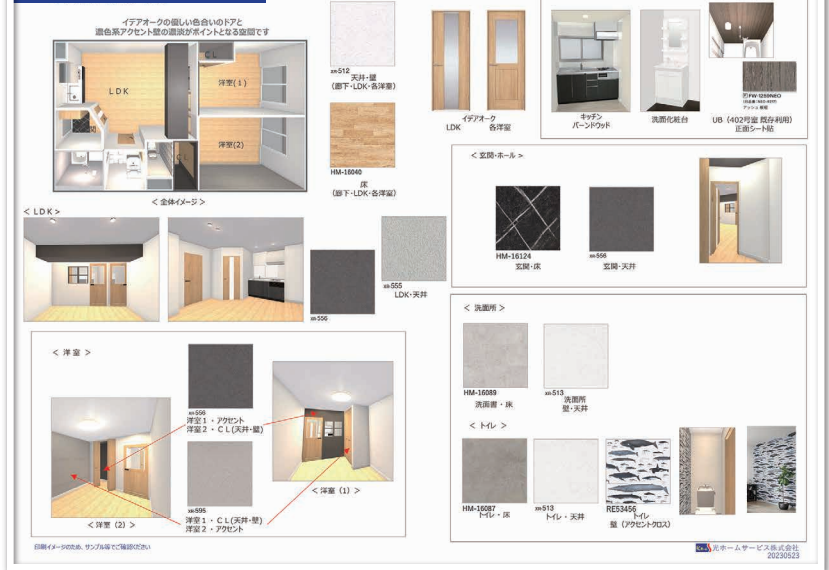 イデアオークの優しい色合いのドアと
濃色系アクセント壁の濃淡がポイントとなる空間です
LDK
CL
洋室(1)
洋室(2)
CL
＜全体イメージ＞
xR-512
天井・壁
(廊下・LDK・各洋室)
HM-16040
床
(廊下・LDK・各洋室)
イデアオーク
LDK 各洋室
キッチン
バーンドウッド
洗面化粧台
FW-1269NEO
UB（402号室 既存利用）
正面シート貼
＜LDK＞
xR-556
xR-555
LDK・天井
＜玄関・ホール＞
HM-16124
玄関・床
xR-556
玄関・天井
＜洋室＞
xR-556
洋室1・アクセント
洋室2・CL(天井・壁)
xR-595
洋室1・CL(天井・壁)
洋室2・アクセント
＜洋室（2）＞
＜洋室（1）＞
＜洗面所＞
HM-16089
洗面書・床
xR-513
洗面所
壁・天井
＜トイレ＞
HM-16087
トイレ・床
xR-513
トイレ・天井
RE53456
トイレ
壁（アクセントクロス）
印刷イメージのため、サンプル等でご確認ください
光ホームサービス株式会社
20230523